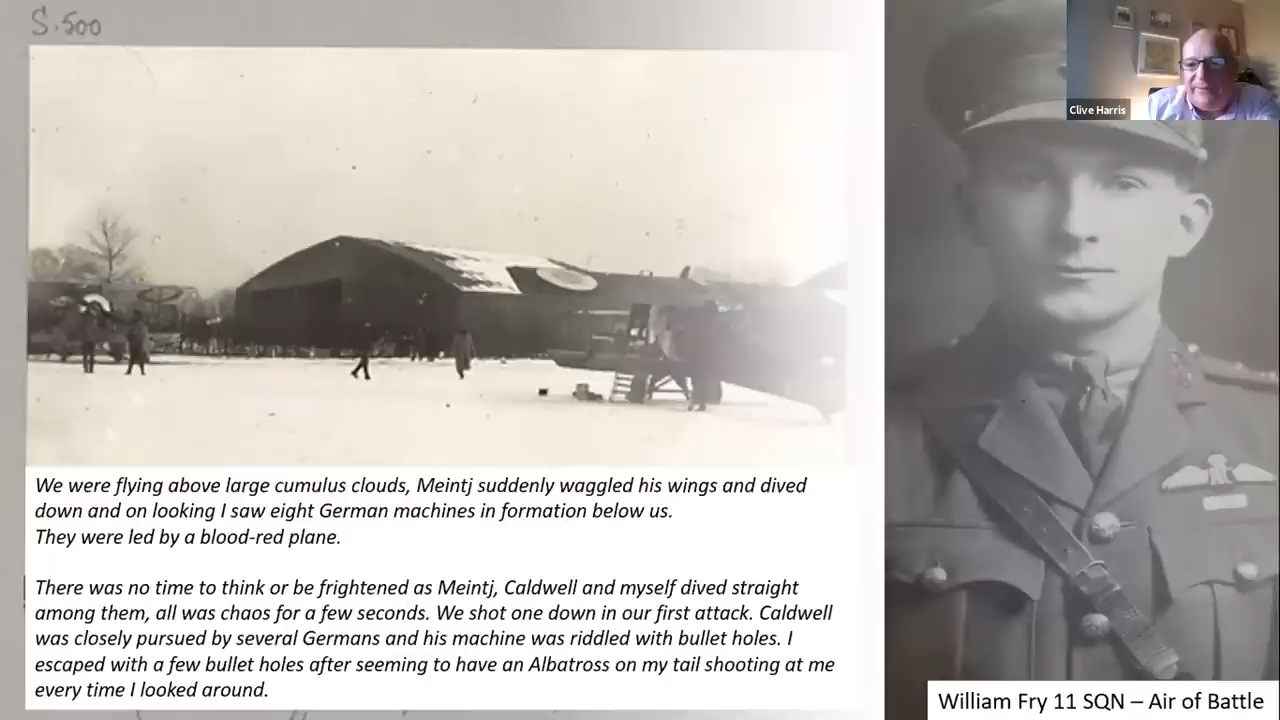 S.500
Clive Harris
We were flying above large cumulus clouds, Meintj suddenly waggled his wings and dived
down and on looking I saw eight German machines in formation below us.
They were led by a blood-red plane.
There was no time to think or be frightened as Meintj, Caldwell and myself dived straight
among them, all was chaos for a few seconds. We shot one down in our first attack. Caldwell
was closely pursued by several Germans and his machine was riddled with bullet holes. I
escaped with a few bullet holes after seeming to have an Albatross on my tail shooting at me
every time I looked around.
William Fry 11 SQN – Air of Battle